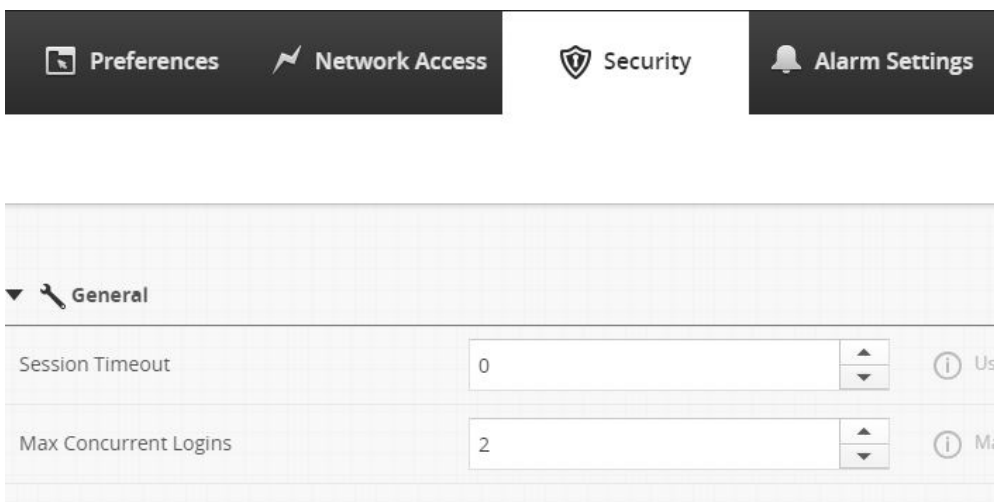 Preferences
Network Access
Security
Alarm Settings
General
Session Timeout
0
Max Concurrent Logins
2